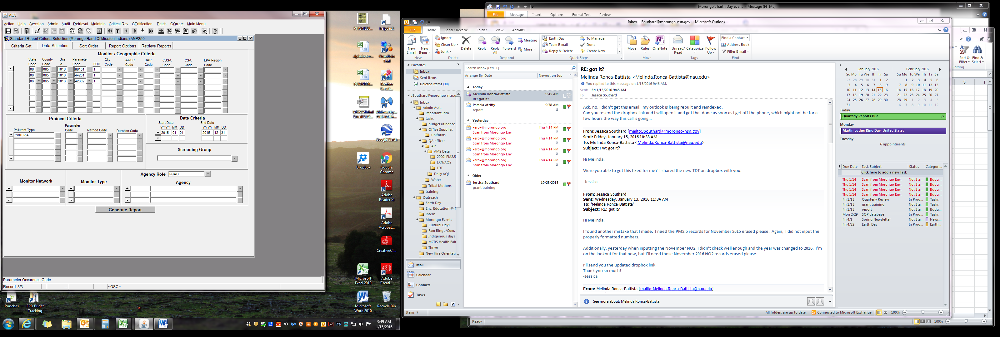 AQS
Action Help Session Admin Audit Retrieval Maintain Critical Rev CErtification Batch COrrect Main Menu
Standard Report Criteria Selection (Morongo Band Of Mission Indians) AMP350
Criteria Set Data Selection Sort Order Report Options Retrieve Reports
Monitor / Geographic Criteria
State Code County Code Site Id Parameter Code POC City Code AQCR Code UAR Code CBSA Code CSA Code EPA Region Code
06 065 1016 88101 1
06 065 1016 44201 1
06 065 1016 42602 1
Protocol Criteria
Pollutant Type Parameter Code Method Code Duration Code
CRITERIA
Date Criteria
Start Date End Date
YYYY MM DD YYYY MM DD
2015 01 01 2015 12 31
Screening Group
Agency Role PQAO
Monitor Network Monitor Type Agency
Generate Report
Parameter Occurence Code
Record: 3/3 ... <OSC>
Punches
EPD Buget Tracking
PHONEDI...
helpdesk
alphabetex...
OmniJoin Trial
PHONEDI...
Brother Creati...
MCRSGlobal Email Listi...
Malwareby... Anti-Malw...
Google Earth
Dropbox
Google Chrome
Adobe Reader XI
Adobe Acrobat...
CreativeCl...
Microsoft Excel 2010
Adobe Creati...
Microsoft Word 2010
Recycle Bin
9:49 AM
1/15/2016
Morongo's Earth Day event - Message (HTML)
File Message Insert Options Format Text Review
Inbox - JSouthard@morongo-nsn.gov - Microsoft Outlook
File Home Send / Receive Folder View Add-Ins
New E-mail
New Items
New
Ignore
Clean Up
Junk
Delete
Delete
Reply
Reply All
Forward
Meeting
More
Respond
Earth Day
Team E-mail
Reply & Delete
To Manager
Done
Create New
Quick Steps
Move
Rules
OneNote
Move
Unread/ Read
Categorize
Follow Up
Tags
Find a Contact
Address Book
Filter E-mail
Find
Favorites
Inbox
Sent Items
Deleted Items (30)
JSouthard@morongo-nsn.g
Inbox
Admin Asst.
Important Info
tasks
budgets/finance
Office Supplies
uniforms
QA officer
Air
AMS Data
2000i PM2.5
EXN/AQS
TDT
Daily AQI
Water
Tribal Motions
training
Outreach
Earth Day
Env. Education @
Intern
Morongo Events
Cultural Days
Fam Bingo/Com.
Indigenous days
MCRS Health Fair
Thrive
New Hire Orientati
Mail
Calendar
Contacts
Tasks
Items: 7
Search Inbox (Ctrl+E)
Arrange By: Date Newest on top
Today
Melinda Ronca-Battista 9:45 AM
RE: got it?
Pamela Atcitty 9:38 AM
report
Yesterday
xerox@morongo.org Thu 4:14 PM
Scan from Morongo Env.
xerox@morongo.org Thu 4:14 PM
Scan from Morongo Env.
xerox@morongo.org Thu 4:14 PM
Scan from Morongo Env.
xerox@morongo.org Thu 4:14 PM
Scan from Morongo Env.
Older
Jessica Southard 10/28/2015
grant training
RE: got it?
Melinda Ronca-Battista <Melinda.Ronca-Battista@nau.edu>
You replied to this message on 1/15/2016 9:46 AM.
Sent: Fri 1/15/2016 9:45 AM
To: Jessica Southard
Ack, no, I didn't get this email! my outlook is being rebuilt and reindexed.
Can you resend the dropbox link and I will open it and get that done as soon as I get off the phone, which might not be for a
few hours the way this call is going...
From: Jessica Southard [mailto:JSouthard@morongo-nsn.gov]
Sent: Friday, January 15, 2016 10:38 AM
To: Melinda Ronca-Battista <Melinda.Ronca-Battista@nau.edu>
Subject: FW: got it?
Hi Melinda,
Were you able to get this fixed for me? I shared the new TDT on dropbox with you.
-Jessica
From: Jessica Southard
Sent: Wednesday, January 13, 2016 11:34 AM
To: 'Melinda Ronca-Battista'
Subject: RE: got it?
Hi Melinda,
I found another mistake that I made. I need the PM2.5 records for November 2015 erased please. Again, I did not input the
properly formatted numbers.
Additionally, yesterday when inputting the November NO2, I didn't check well enough and the year was changed to 2016. I'm
on the lookout for that now, but I'll need those November 2016 NO2 records erased please.
I'll send you the updated dropbox link.
Thank you so much!
-Jessica
From: Melinda Ronca-Battista [mailto:Melinda.Ronca-Battista@nau.edu]
See more about: Melinda Ronca-Battista.
All folders are up to date. Connected to Microsoft Exchange 100%
January 2016
Su Mo Tu We Th Fr Sa
27 28 29 30 31 1 2
3 4 5 6 7 8 9
10 11 12 13 14 15 16
17 18 19 20 21 22 23
24 25 26 27 28 29 30
31
February 2016
Su Mo Tu We Th Fr Sa
1 2 3 4 5 6
7 8 9 10 11 12 13
14 15 16 17 18 19 20
21 22 23 24 25 26 27
28 29 1 2 3 4 5
6 7 8 9 10 11 12
Today
Quarterly Reports Due
Monday
Martin Luther King Day; United States
Tuesday
6 appointments
! Due Date Task Subject Status Categori...
Click here to add a new Task
Thu 1/14 Scan from Morongo Env. Not Sta... Budg...
Thu 1/14 Scan from Morongo Env. Not Sta... Budg...
Thu 1/14 Scan from Morongo Env. Not Sta... Budg...
Thu 1/14 Scan from Morongo Env. Not Sta... Budg...
Fri 1/15 Quarterly Review In Prog... Tasks
Fri 1/15 grant training Not Sta... Tasks
Fri 1/15 report Not Sta... Budg...
Mon 2/29 SOP database In Prog... Tasks
Fri 4/1 Spring Newsletter Not Sta... News...
Fri 4/22 Earth Day In Prog... Earth...
Sort & Filter
Find & Select
Editing
S T
Ready 100%